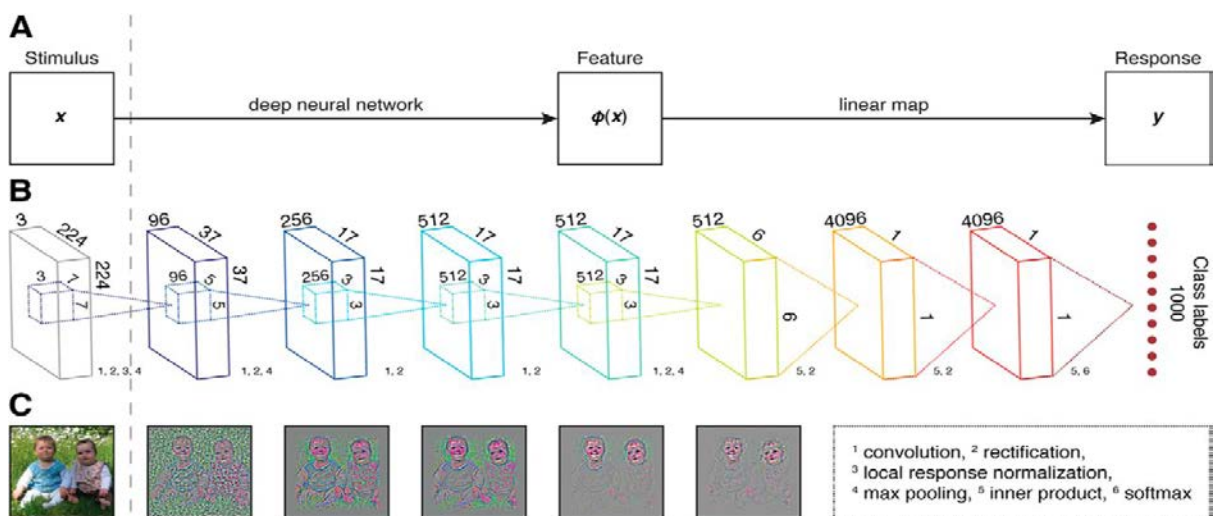 A
Stimulus
Feature
Response
x
deep neural network
ϕ(x)
linear map
y
B
3
224
224
3
7
7
1, 2, 3, 4
96
37
37
96
5
5
1, 2, 4
256
17
17
256
3
3
1, 2
512
17
17
512
3
3
1, 2
512
17
17
512
3
3
1, 2, 4
512
6
6
5, 2
4096
1
1
5, 2
4096
1
1
5, 6
Class labels
1000
C
1 convolution, 2 rectification,
3 local response normalization,
4 max pooling, 5 inner product, 6 softmax